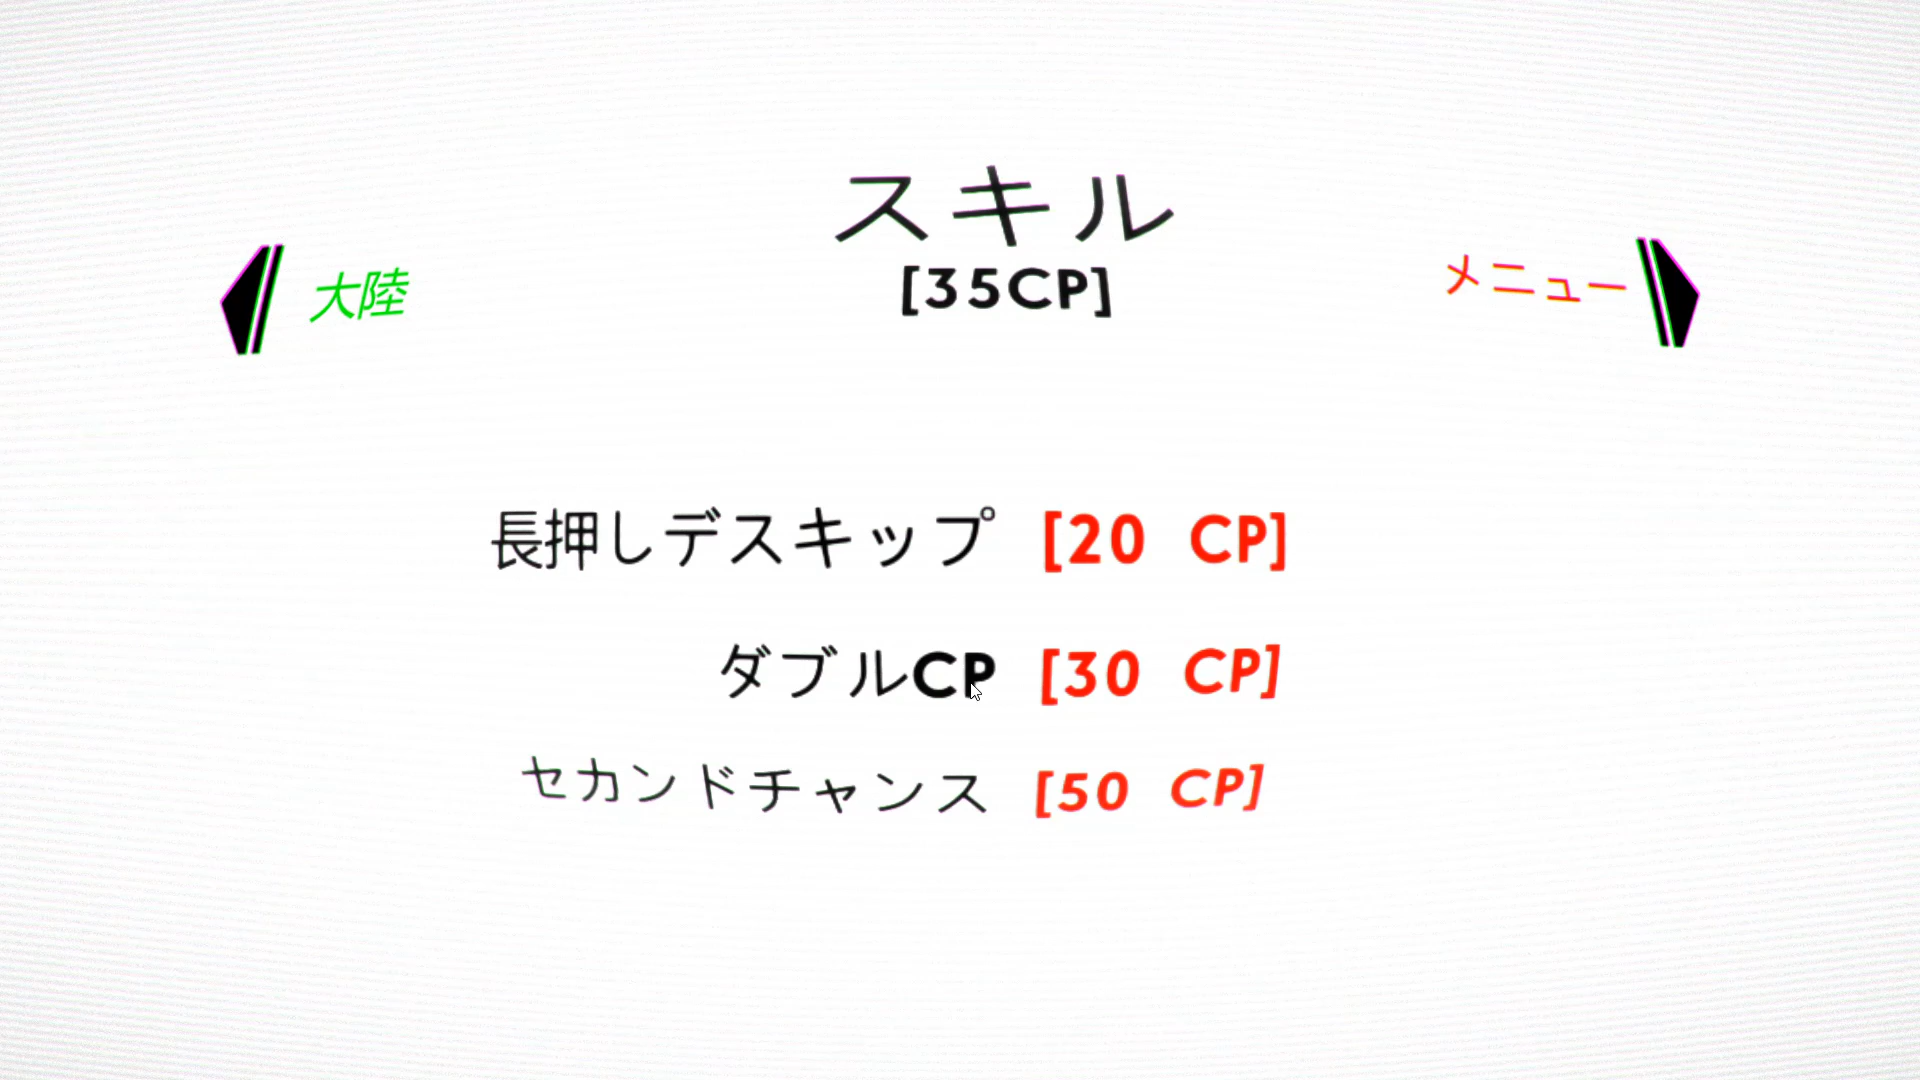 スキル
[35CP]
大陸
メニュー
長押しデスキップ [20 CP]
ダブルCP [30 CP]
セカンドチャンス [50 CP]